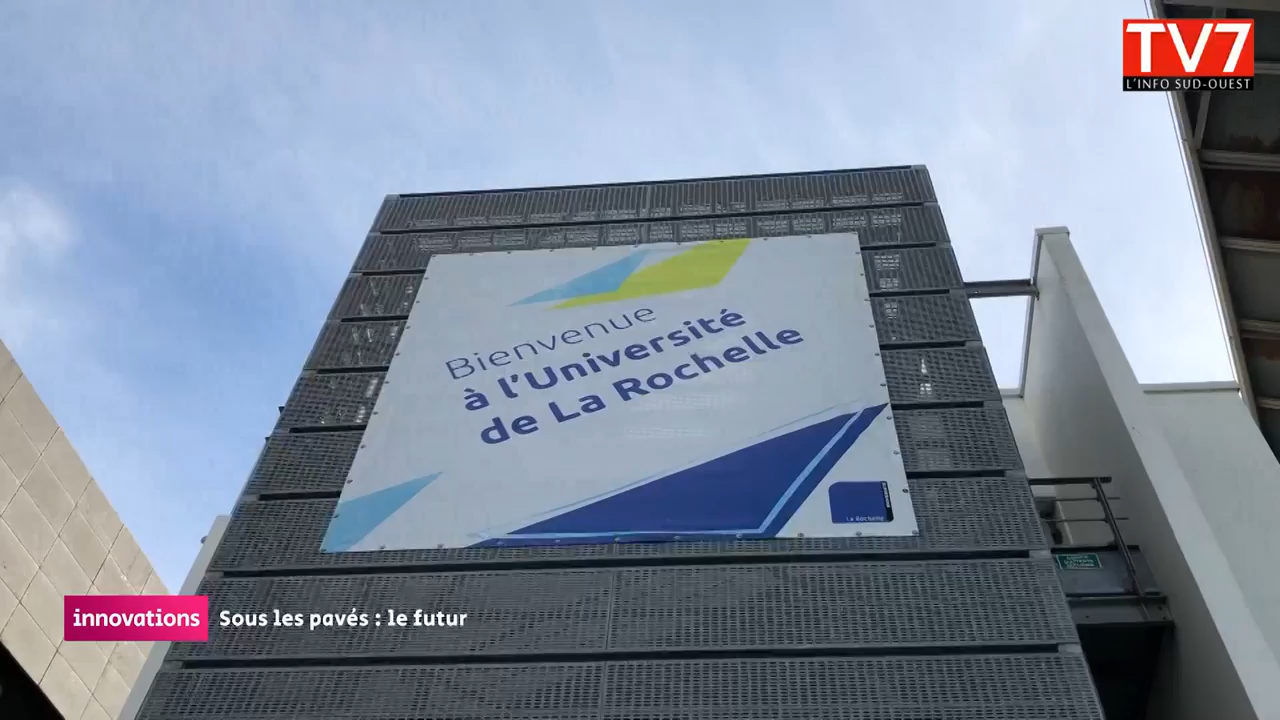 TV7
L'INFO SUD-OUEST
Bienvenue
à l'Université
de La Rochelle
La Rochelle
innovations
Sous les pavés : le futur